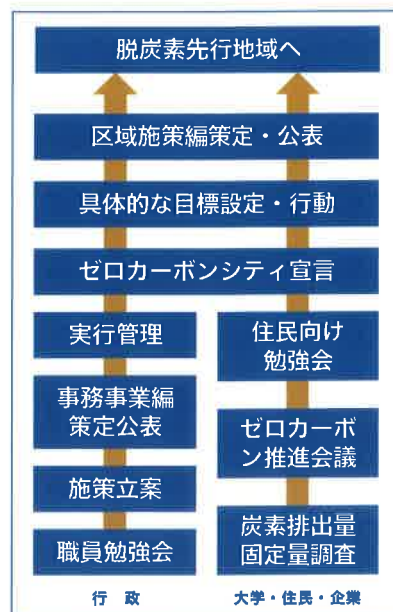 脱炭素先行地域へ
区域施策編策定・公表
具体的な目標設定・行動
ゼロカーボンシティ宣言
実行管理
事務事業編
策定公表
施策立案
職員勉強会
行 政
住民向け
勉強会
ゼロカーボ
ン推進会議
炭素排出量
固定量調査
大学・住民・企業